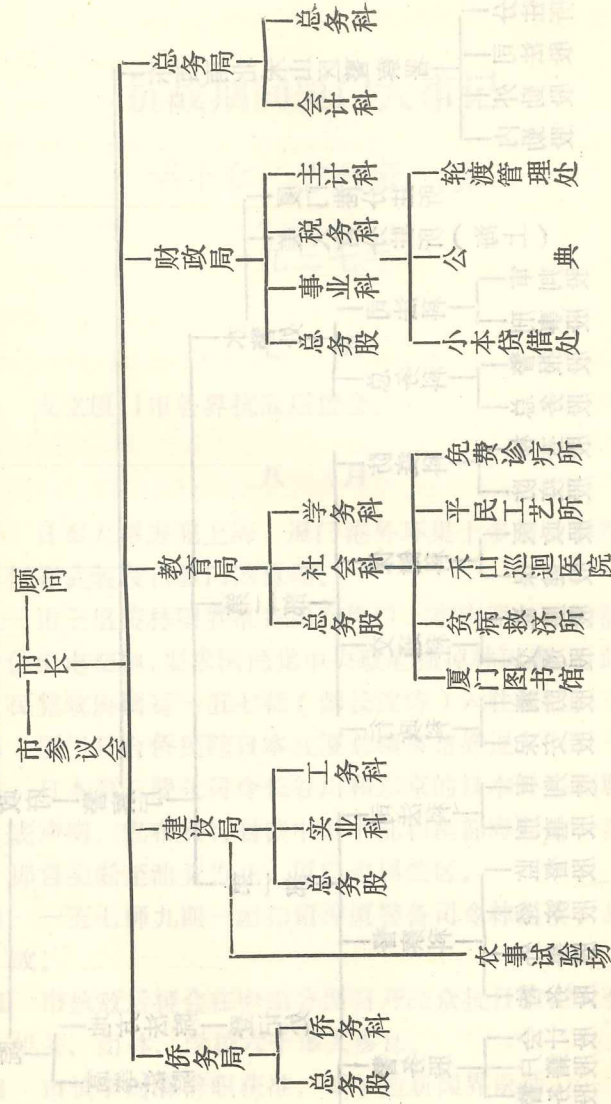 市参议会 市长 顾问
侨务局 建设局 教育局 财政局 总务局
总务股
侨务科
总务股
实业科
工务科
总务股
社会科
学务科
总务股
事业科
税务科
主计科
会计科
总务科
农事试验场
厦门图书馆
贫病救济所
禾山巡迴医院
平民工艺所
免费诊疗所
小本贷借处
公典
轮渡管理处